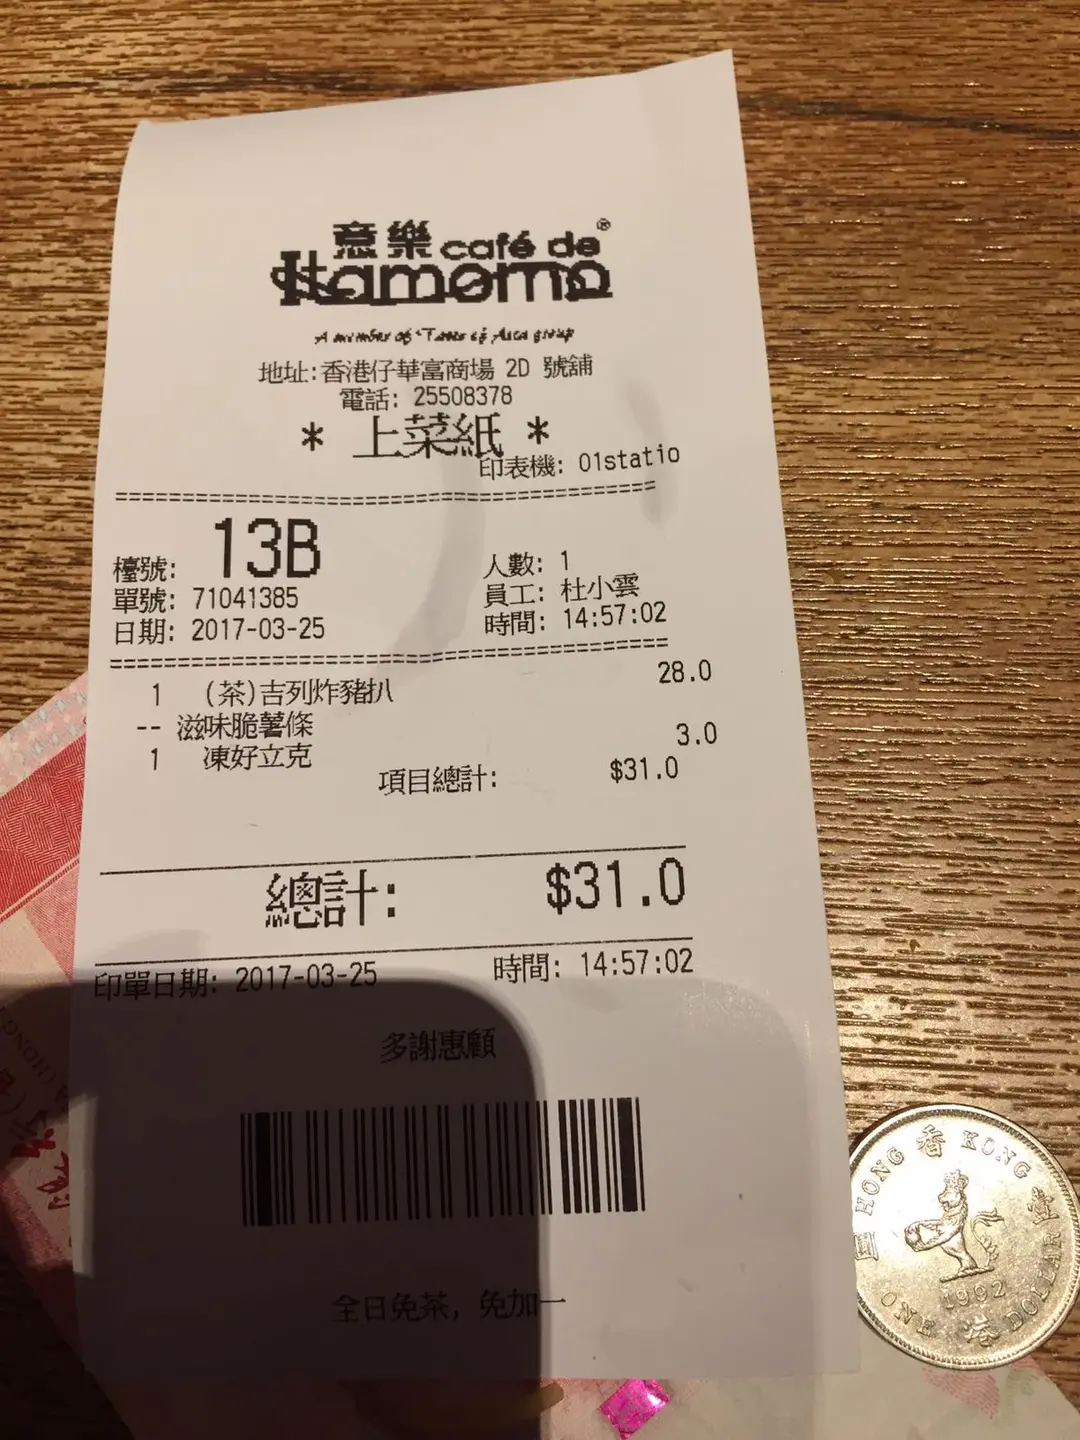 意樂 café de ®
Itamomo
A member of Taste of Asia group
地址:香港仔華富商場 2D 號舖
電話: 25508378
* 上菜紙 *
印表機: 01statio
檯號: 13B 人數: 1
單號: 71041385 員工: 杜小雲
日期: 2017-03-25 時間: 14:57:02
1 (茶)吉列炸豬扒 28.0
-- 滋味脆薯條
1 凍好立克 3.0
項目總計: $31.0
總計: $31.0
印單日期: 2017-03-25 時間: 14:57:02
多謝惠顧
全日免茶, 免加一
HONG 香 KONG
圓 壹
1992
ONE 港 DOLLAR